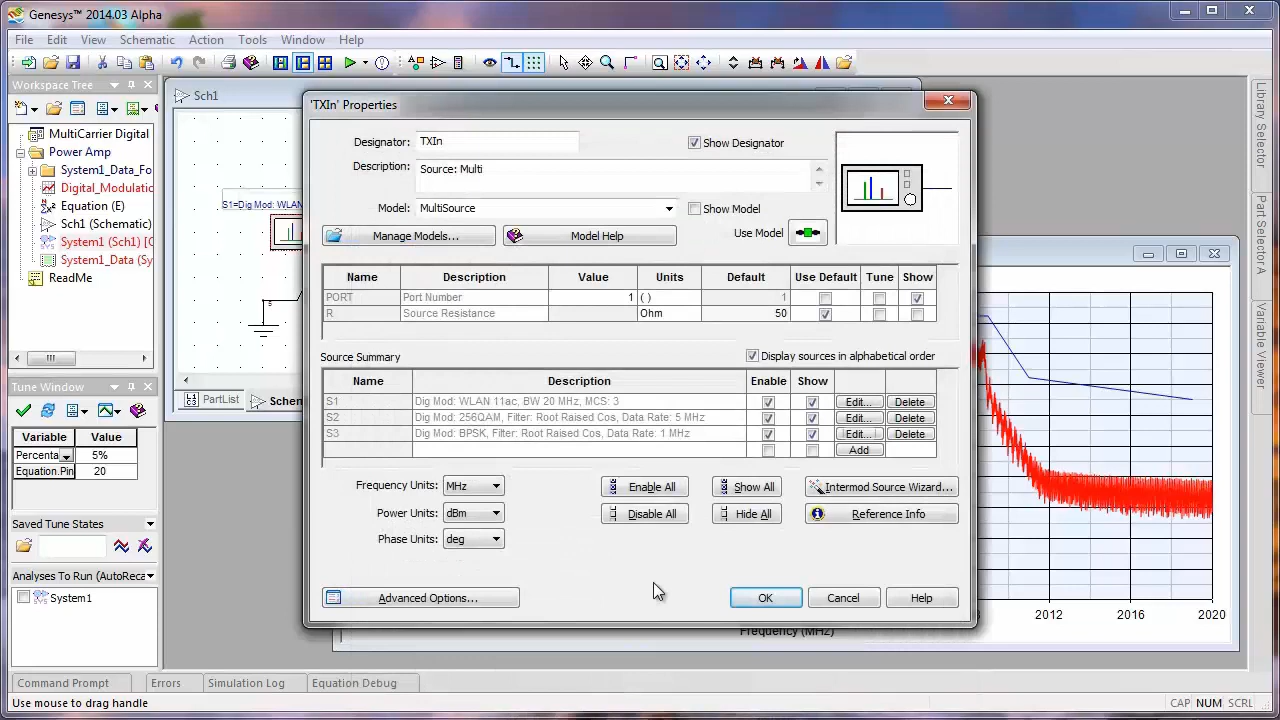 Genesys™ 2014.03 Alpha
File Edit View Schematic Action Tools Window Help
Workspace Tree
MultiCarrier Digital
Power Amp
System1_Data_Fo
Digital_Modulatio
Equation (E)
Sch1 (Schematic)
System1 (Sch1) [C
System1_Data (Sy
ReadMe
Tune Window
Variable Value
Percenta 5%
Equation.Pin 20
Saved Tune States
Analyses To Run (AutoReca
System1
Sch1
S1=Dig Mod: WLAN
PartList
Schem
'TXIn' Properties
Designator: TXIn
Show Designator
Description: Source: Multi
Model: MultiSource
Show Model
Manage Models...
Model Help
Use Model
Name Description Value Units Default Use Default Tune Show
PORT Port Number 1 ( ) 1
R Source Resistance Ohm 50
Source Summary
Display sources in alphabetical order
Name Description Enable Show
S1 Dig Mod: WLAN 11ac, BW 20 MHz, MCS: 3 Edit... Delete
S2 Dig Mod: 256QAM, Filter: Root Raised Cos, Data Rate: 5 MHz Edit... Delete
S3 Dig Mod: BPSK, Filter: Root Raised Cos, Data Rate: 1 MHz Edit... Delete
Add
Frequency Units: MHz
Enable All Show All Intermod Source Wizard...
Power Units: dBm
Disable All Hide All Reference Info
Phase Units: deg
Advanced Options...
OK Cancel Help
2012 2016 2020
Frequency (MHz)
Library Selector
Part Selector A
Variable Viewer
Command Prompt Errors Simulation Log Equation Debug
Use mouse to drag handle
CAP NUM SCRL